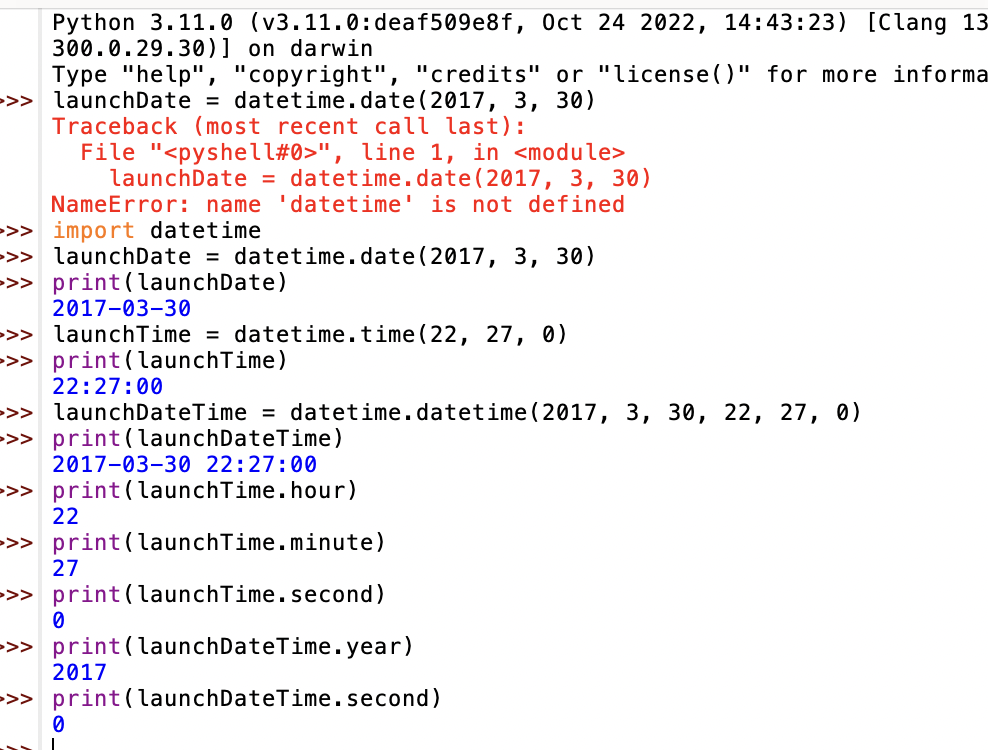 Python 3.11.0 (v3.11.0:deaf509e8f, Oct 24 2022, 14:43:23) [Clang 13
300.0.29.30)] on darwin
Type "help", "copyright", "credits" or "license()" for more informa
>>> launchDate = datetime.date(2017, 3, 30)
Traceback (most recent call last):
  File "<pyshell#0>", line 1, in <module>
    launchDate = datetime.date(2017, 3, 30)
NameError: name 'datetime' is not defined
>>> import datetime
>>> launchDate = datetime.date(2017, 3, 30)
>>> print(launchDate)
2017-03-30
>>> launchTime = datetime.time(22, 27, 0)
>>> print(launchTime)
22:27:00
>>> launchDateTime = datetime.datetime(2017, 3, 30, 22, 27, 0)
>>> print(launchDateTime)
2017-03-30 22:27:00
>>> print(launchTime.hour)
22
>>> print(launchTime.minute)
27
>>> print(launchTime.second)
0
>>> print(launchDateTime.year)
2017
>>> print(launchDateTime.second)
0
>>>